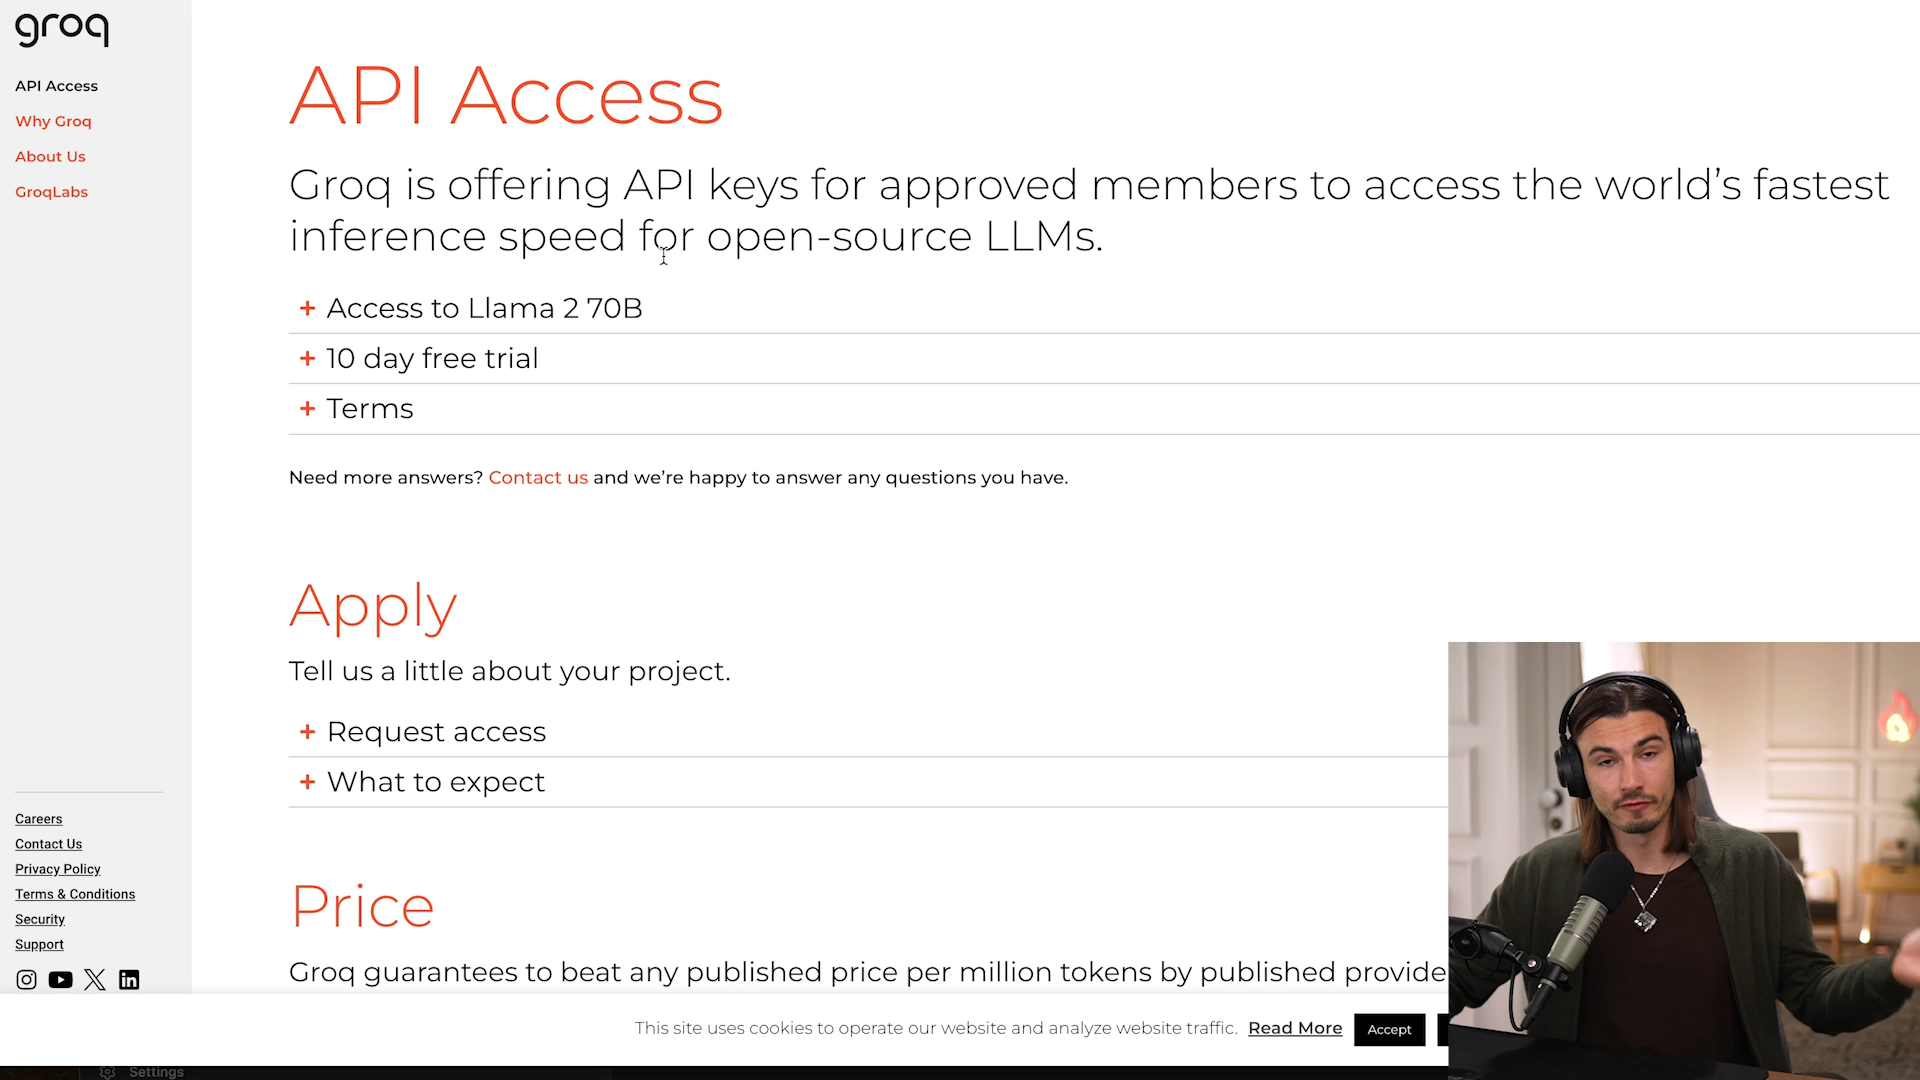 groq
API Access
Why Groq
About Us
GroqLabs
API Access
Groq is offering API keys for approved members to access the world's fastest
inference speed for open-source LLMs.
+ Access to Llama 2 70B
+ 10 day free trial
+ Terms
Need more answers? Contact us and we're happy to answer any questions you have.
Apply
Tell us a little about your project.
+ Request access
+ What to expect
Price
Groq guarantees to beat any published price per million tokens by published provide
Careers
Contact Us
Privacy Policy
Terms & Conditions
Security
Support
This site uses cookies to operate our website and analyze website traffic. Read More Accept
Settings